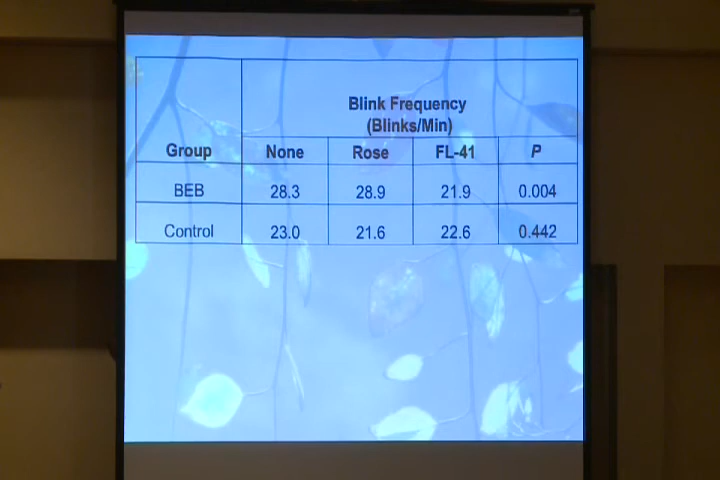 Blink Frequency
(Blinks/Min)
Group None Rose FL-41 P
BEB 28.3 28.9 21.9 0.004
Control 23.0 21.6 22.6 0.442